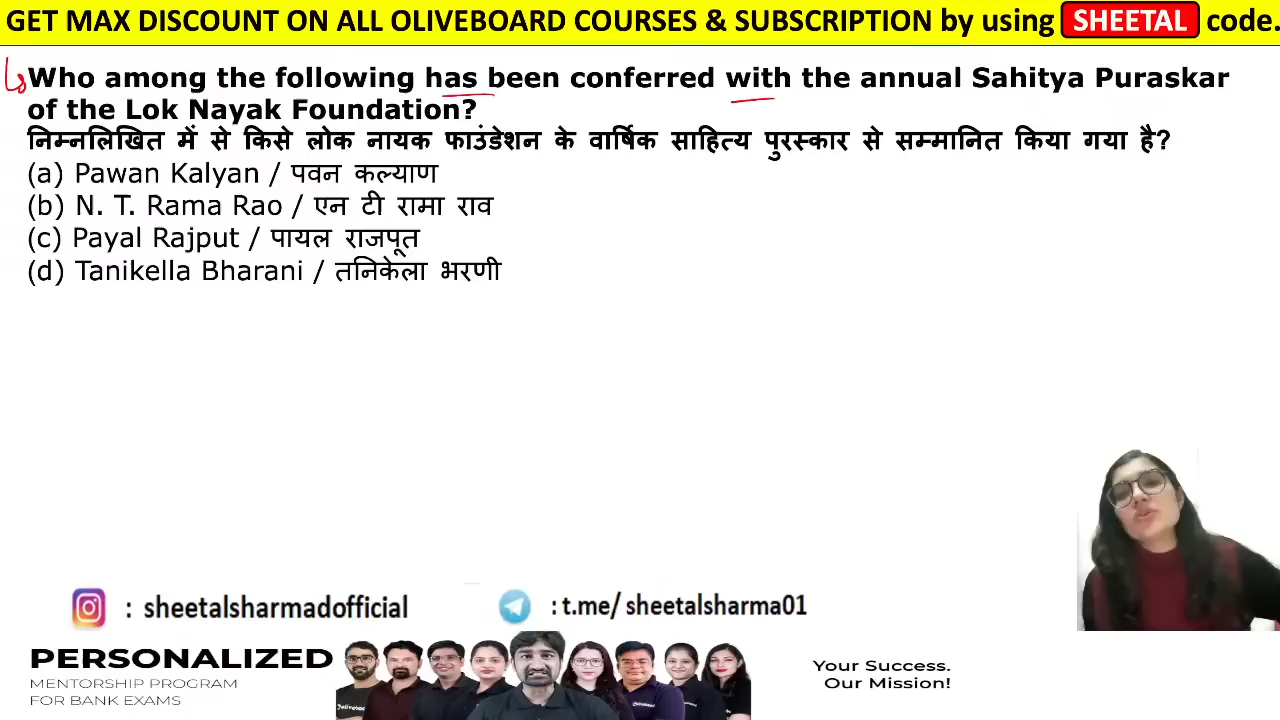 GET MAX DISCOUNT ON ALL OLIVEBOARD COURSES & SUBSCRIPTION by using SHEETAL code.
Who among the following has been conferred with the annual Sahitya Puraskar
of the Lok Nayak Foundation?
निम्नलिखित में से किसे लोक नायक फाउंडेशन के वार्षिक साहित्य पुरस्कार से सम्मानित किया गया है?
(a) Pawan Kalyan / पवन कल्याण
(b) N. T. Rama Rao / एन टी रामा राव
(c) Payal Rajput / पायल राजपूत
(d) Tanikella Bharani / तनिकेला भरणी
: sheetalsharmadofficial
: t.me/ sheetalsharma01
PERSONALIZED
MENTORSHIP PROGRAM
FOR BANK EXAMS
Your Success.
Our Mission!